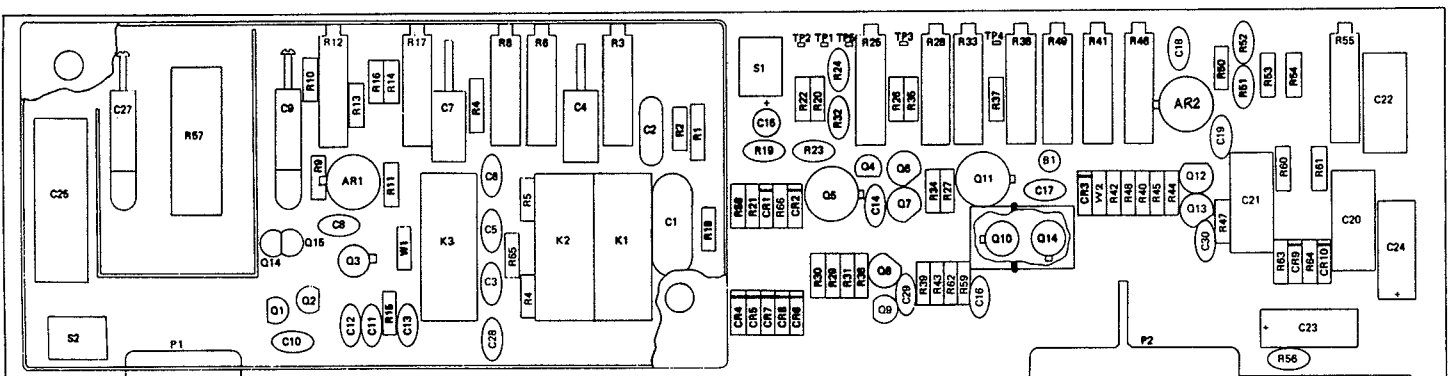 R12 R17 R8 R6 R3
TP2 TP1 TP5 R25 TP3 R28 R33 TP4 R38 R49 R41 R46 C18 R52 R55
R10 R16 R14 S1 R24 R50 R53 R54
C27 C9 R13 C7 R4 C4 R22 R20 R26 R35 R37 R51 C22
R57 C2 R2 R1 C16 R32 AR2 C19
R19 R23
C25 R9 AR1 R11 C6 Q4 Q6 Q11 B1 C17 R60 R61
R5 C1 R58 R21 CR1 R66 CR2 Q5 C14 Q7 R34 R27 CR3 W2 R42 R48 R40 R45 R44 Q12 C21 C20
C8 K3 C5 K2 K1 R18 Q13 R47 C24
Q14 Q15 Q3 W1 R65 Q10 Q14 C30
C3 R30 R29 R31 R36 Q8 C29 R39 R43 R62 R59 C16 R63 CR9 R64 CR10
Q1 Q2 R15 R4 Q9
S2 C12 C11 C13 C28 CR4 CR5 CR7 CR8 CR6 C23
P1 C10 P2
R56